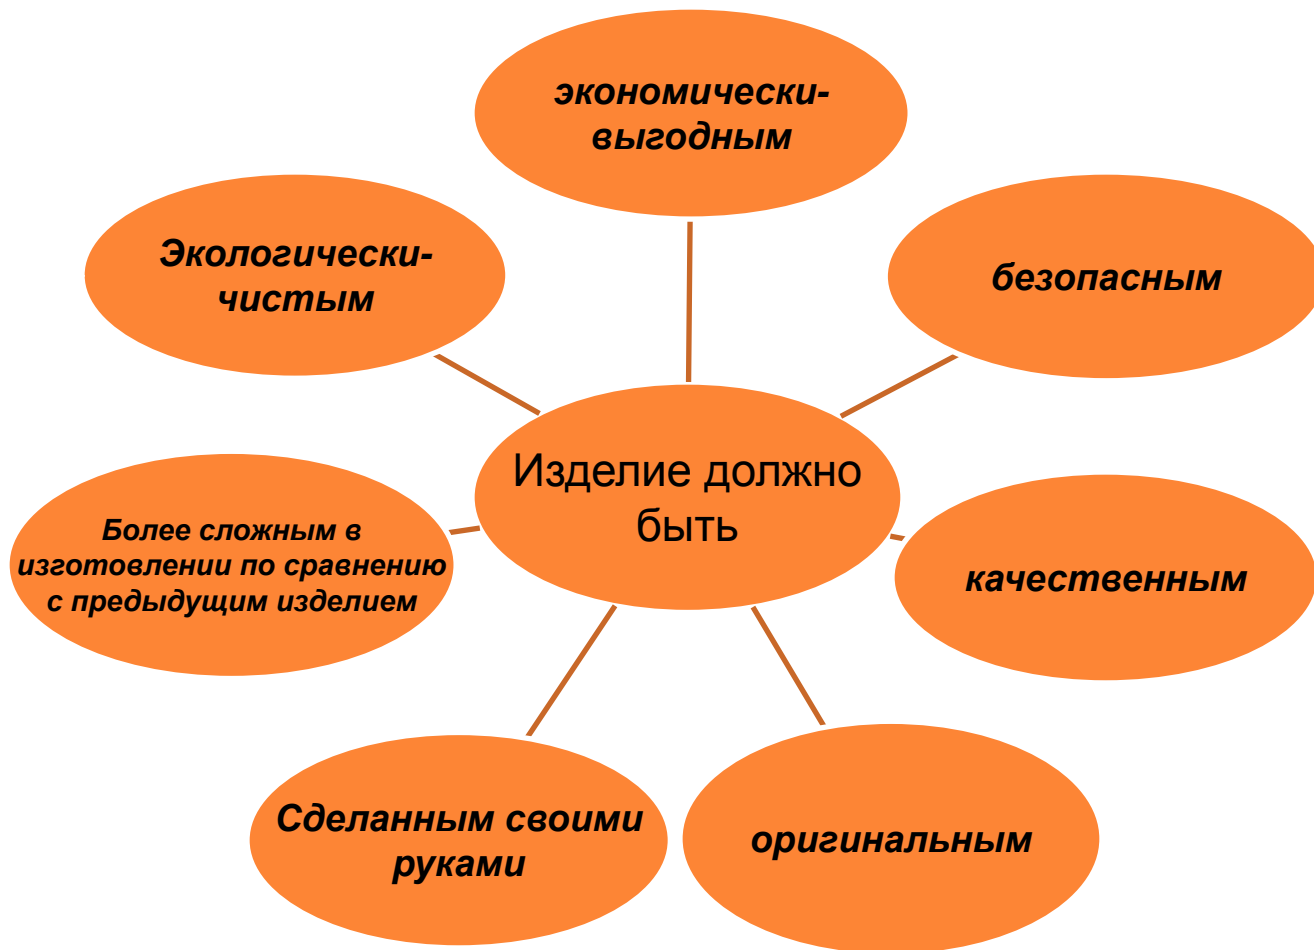 экономически-
выгодным
Экологически-
чистым
безопасным
Изделие должно
быть
Более сложным в
изготовлении по сравнению
с предыдущим изделием
качественным
Сделанным своими
руками
оригинальным